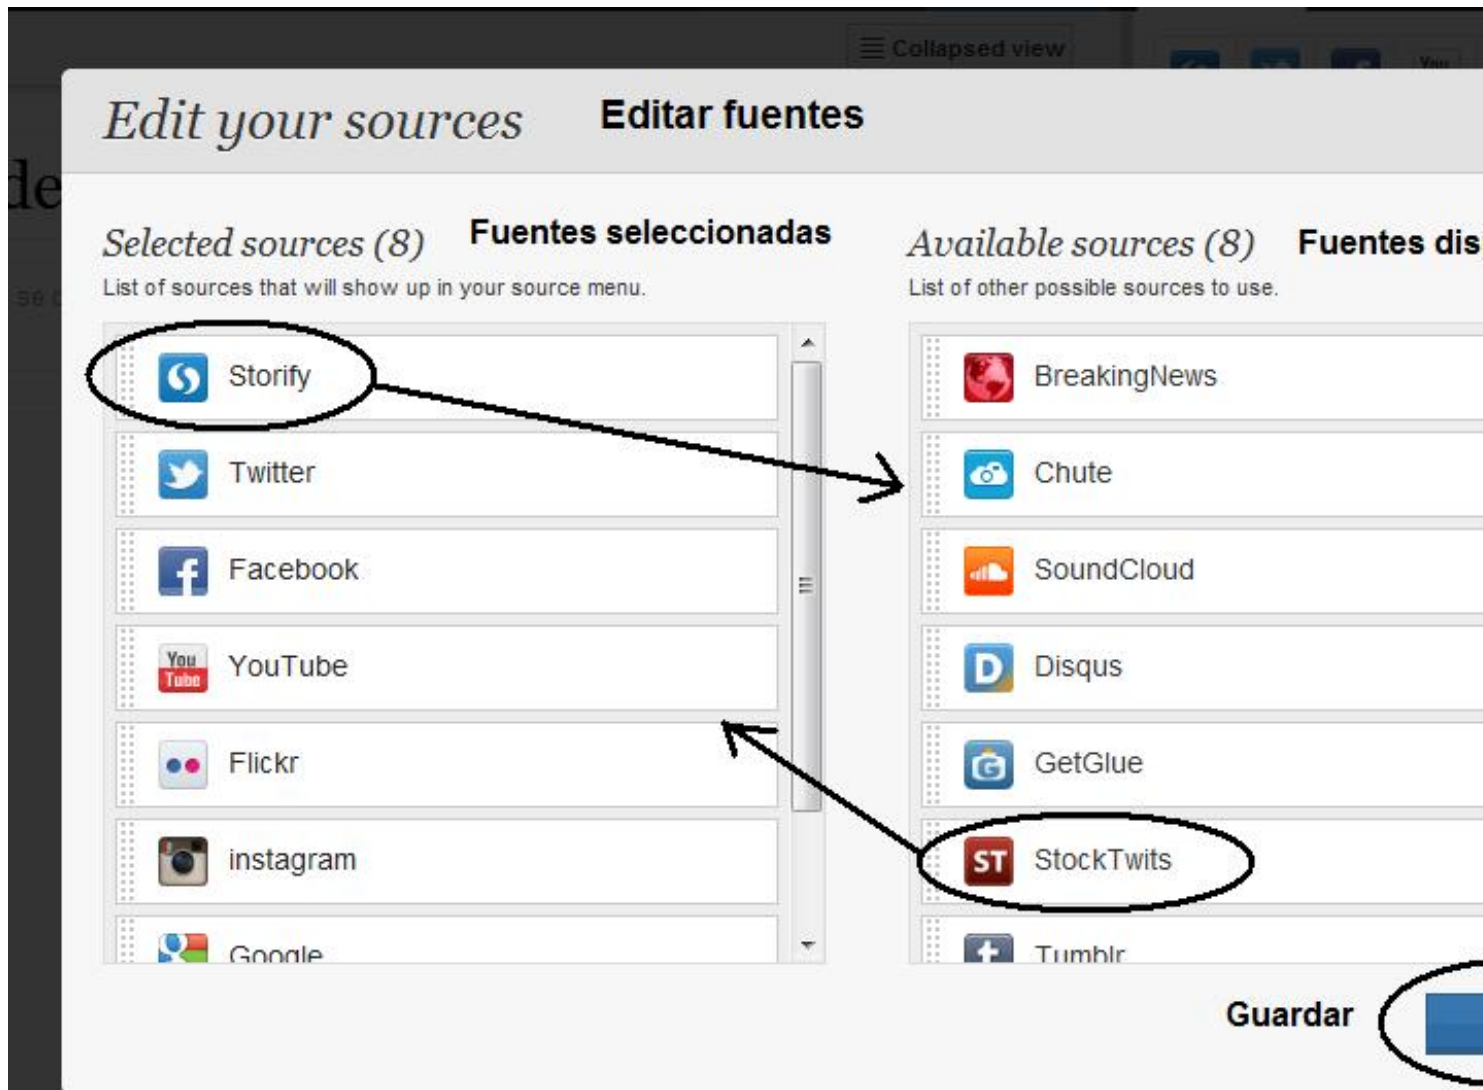 Collapsed view
You
Edit your sources Editar fuentes
de
Selected sources (8) Fuentes seleccionadas
List of sources that will show up in your source menu.
Available sources (8) Fuentes dis
List of other possible sources to use.
Storify
Twitter
Facebook
You Tube YouTube
Flickr
instagram
Google
BreakingNews
Chute
SoundCloud
D Disqus
G GetGlue
ST StockTwits
t Tumblr
Guardar